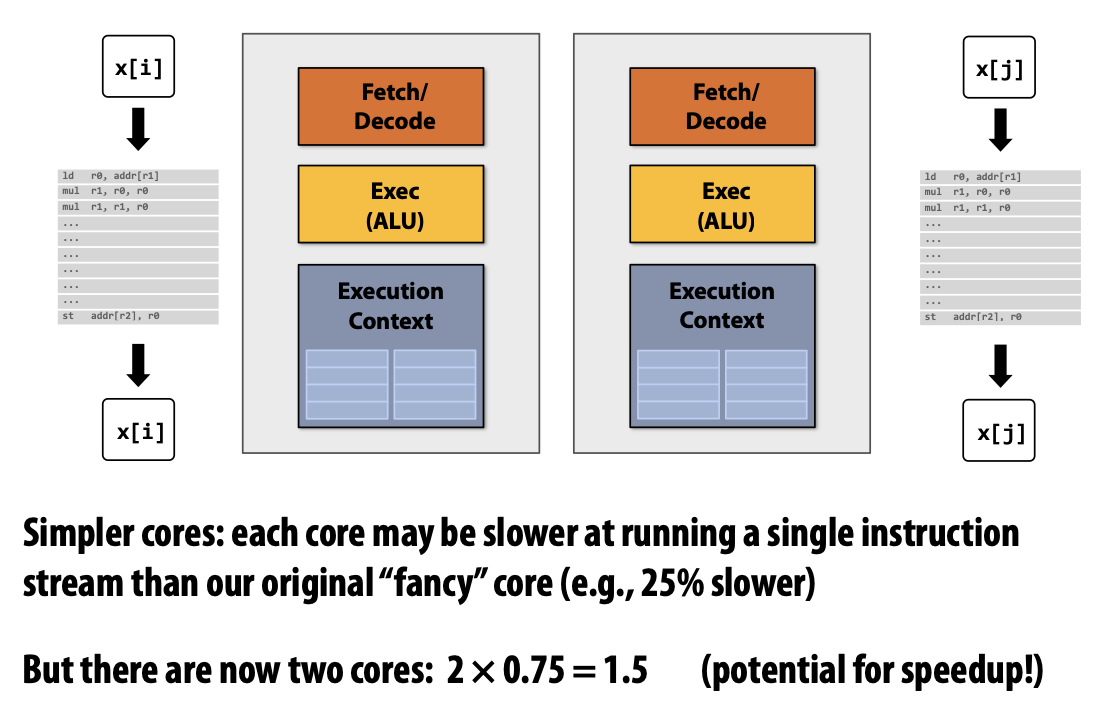 x[i]
ld r0, addr[r1]
mul r1, r0, r0
mul r1, r1, r0
...
...
...
...
...
...
st addr[r2], r0
x[i]
Fetch/
Decode
Exec
(ALU)
Execution
Context
Fetch/
Decode
Exec
(ALU)
Execution
Context
x[j]
ld r0, addr[r1]
mul r1, r0, r0
mul r1, r1, r0
...
...
...
...
...
...
st addr[r2], r0
x[j]
Simpler cores: each core may be slower at running a single instruction
stream than our original “fancy” core (e.g., 25% slower)
But there are now two cores: 2 × 0.75 = 1.5 (potential for speedup!)